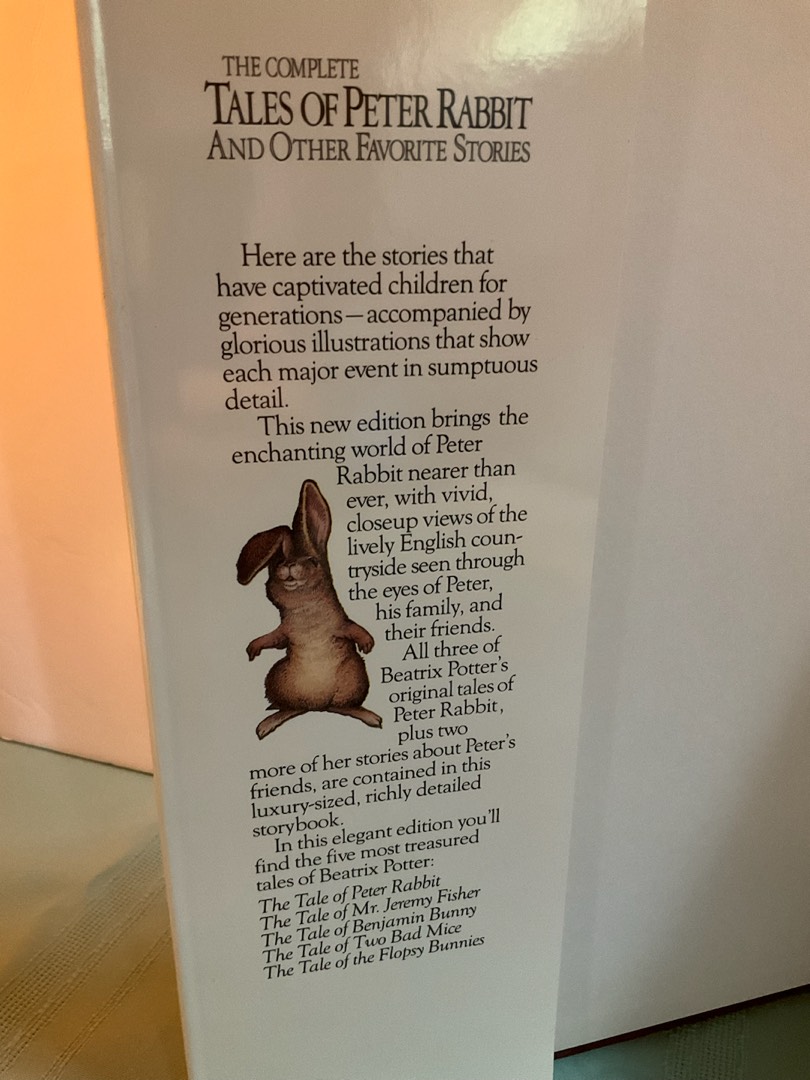 THE COMPLETE
TALES OF PETER RABBIT
AND OTHER FAVORITE STORIES
Here are the stories that
have captivated children for
generations—accompanied by
glorious illustrations that show
each major event in sumptuous
detail.
This new edition brings the
enchanting world of Peter
Rabbit nearer than
ever, with vivid,
closeup views of the
lively English coun-
tryside seen through
the eyes of Peter,
his family, and
their friends.
All three of
Beatrix Potter's
original tales of
Peter Rabbit,
plus two
more of her stories about Peter's
friends, are contained in this
luxury-sized, richly detailed
storybook.
In this elegant edition you'll
find the five most treasured
tales of Beatrix Potter:
The Tale of Peter Rabbit
The Tale of Mr. Jeremy Fisher
The Tale of Benjamin Bunny
The Tale of Two Bad Mice
The Tale of the Flopsy Bunnies